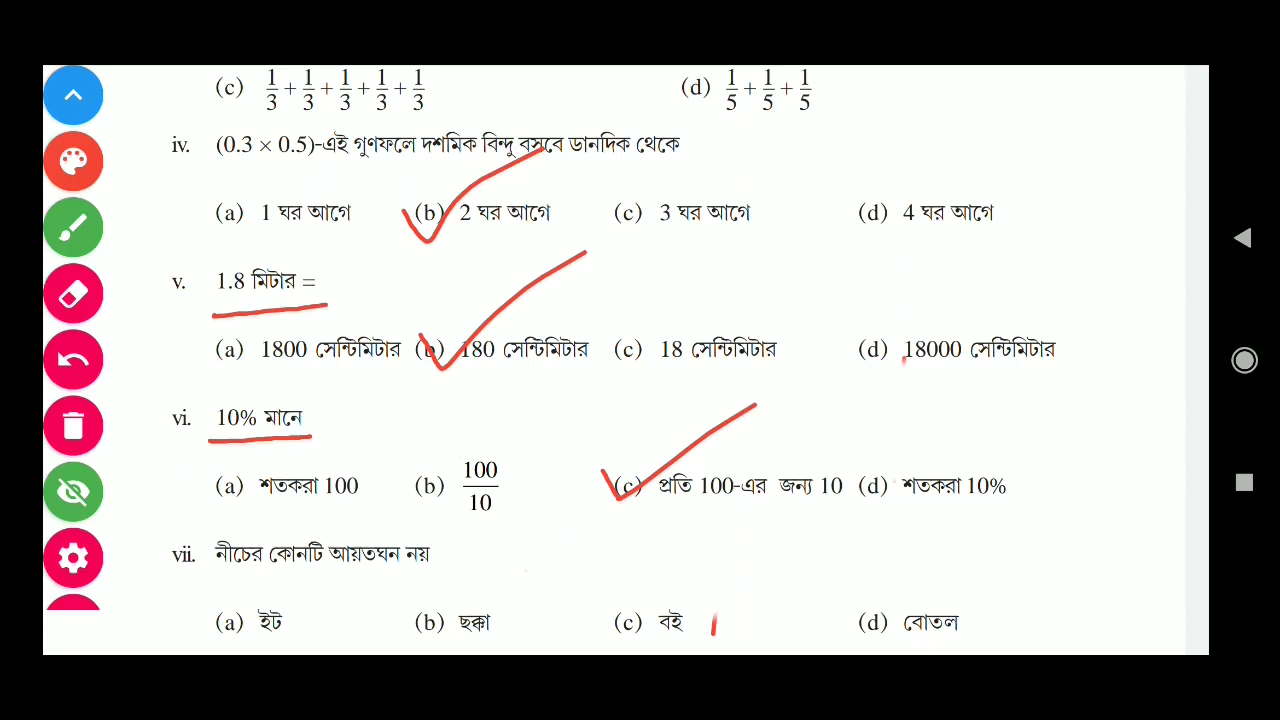 (c) 1/3 + 1/3 + 1/3 + 1/3 + 1/3 (d) 1/5 + 1/5 + 1/5
iv. (0.3 × 0.5)-এই গুণফলে দশমিক বিন্দু বসবে ডানদিক থেকে
(a) 1 ঘর আগে (b) 2 ঘর আগে (c) 3 ঘর আগে (d) 4 ঘর আগে
v. 1.8 মিটার =
(a) 1800 সেন্টিমিটার (b) 180 সেন্টিমিটার (c) 18 সেন্টিমিটার (d) 18000 সেন্টিমিটার
vi. 10% মানে
(a) শতকরা 100 (b) 100/10 (c) প্রতি 100-এর জন্য 10 (d) শতকরা 10%
vii. নীচের কোনটি আয়তঘন নয়
(a) ইট (b) ছক্কা (c) বই (d) বোতল